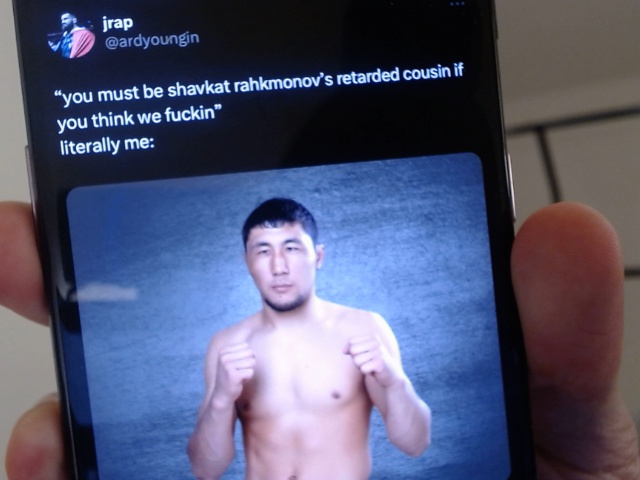 jrap
@ardyoungin
“you must be shavkat rahkmonov’s retarded cousin if
you think we fuckin”
literally me: